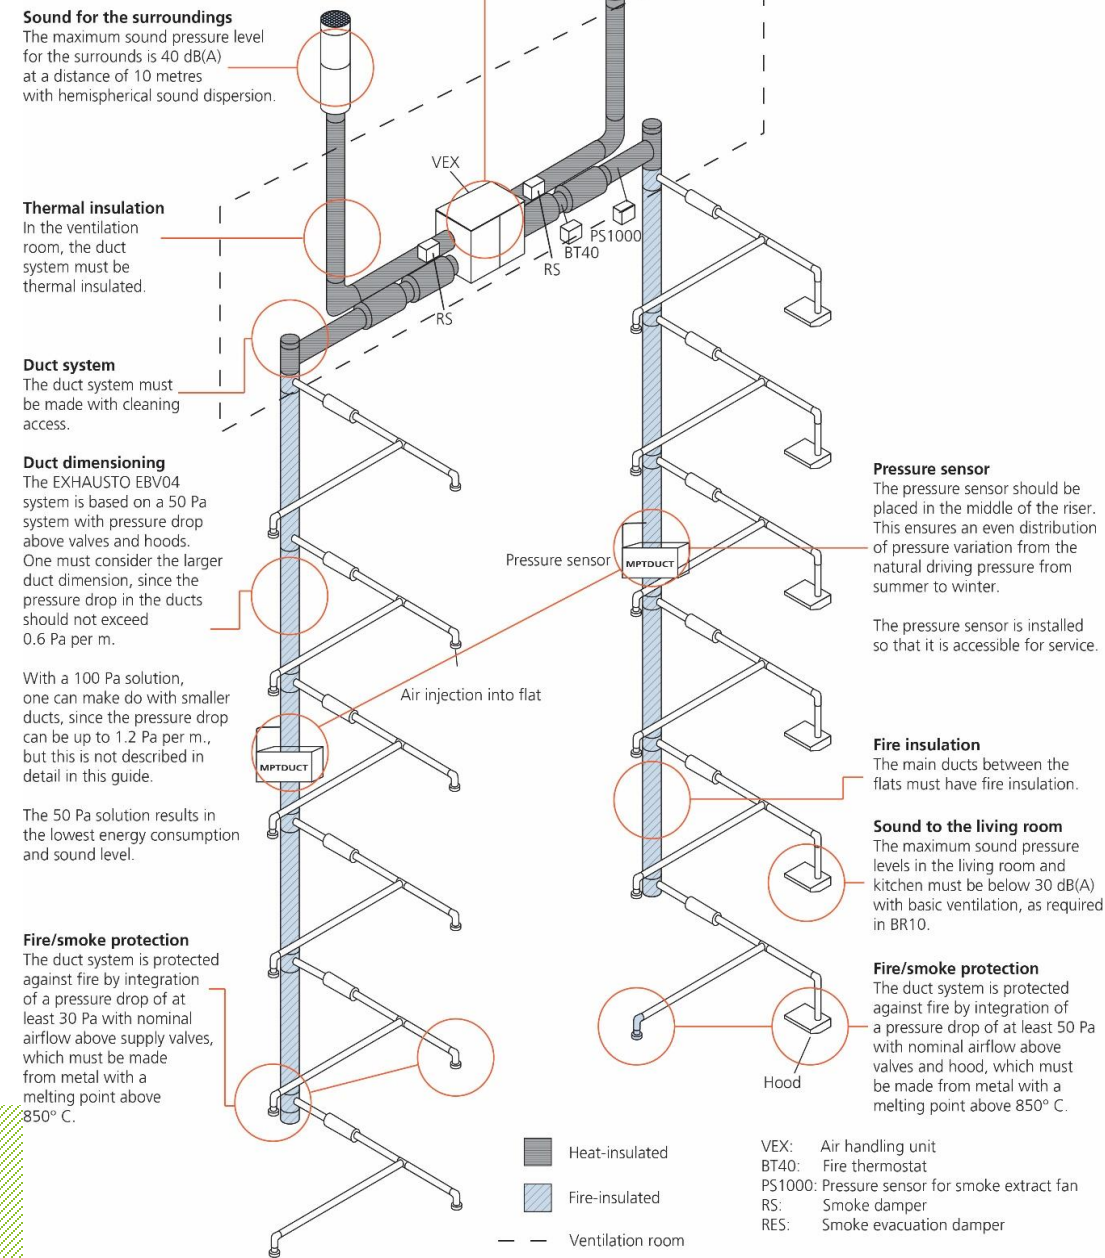 Sound for the surroundings
The maximum sound pressure level
for the surrounds is 40 dB(A)
at a distance of 10 metres
with hemispherical sound dispersion.
VEX
Thermal insulation
In the ventilation
room, the duct
system must be
thermal insulated.
PS1000
BT40
RS
RS
Duct system
The duct system must
be made with cleaning
access.
Duct dimensioning
The EXHAUSTO EBV04
system is based on a 50 Pa
system with pressure drop
above valves and hoods.
One must consider the larger
duct dimension, since the
pressure drop in the ducts
should not exceed
0.6 Pa per m.
With a 100 Pa solution,
one can make do with smaller
ducts, since the pressure drop
can be up to 1.2 Pa per m.,
but this is not described in
detail in this guide.
The 50 Pa solution results in
the lowest energy consumption
and sound level.
Pressure sensor
MPTDUCT
Air injection into flat
MPTDUCT
Pressure sensor
The pressure sensor should be
placed in the middle of the riser.
This ensures an even distribution
of pressure variation from the
natural driving pressure from
summer to winter.
The pressure sensor is installed
so that it is accessible for service.
Fire insulation
The main ducts between the
flats must have fire insulation.
Sound to the living room
The maximum sound pressure
levels in the living room and
kitchen must be below 30 dB(A)
with basic ventilation, as required
in BR10.
Fire/smoke protection
The duct system is protected
against fire by integration
of a pressure drop of at
least 30 Pa with nominal
airflow above supply valves,
which must be made
from metal with a
melting point above
850º C.
Fire/smoke protection
The duct system is protected
against fire by integration of
a pressure drop of at least 50 Pa
with nominal airflow above
valves and hood, which must
be made from metal with a
melting point above 850º C.
Hood
Heat-insulated
Fire-insulated
Ventilation room
VEX: Air handling unit
BT40: Fire thermostat
PS1000: Pressure sensor for smoke extract fan
RS: Smoke damper
RES: Smoke evacuation damper